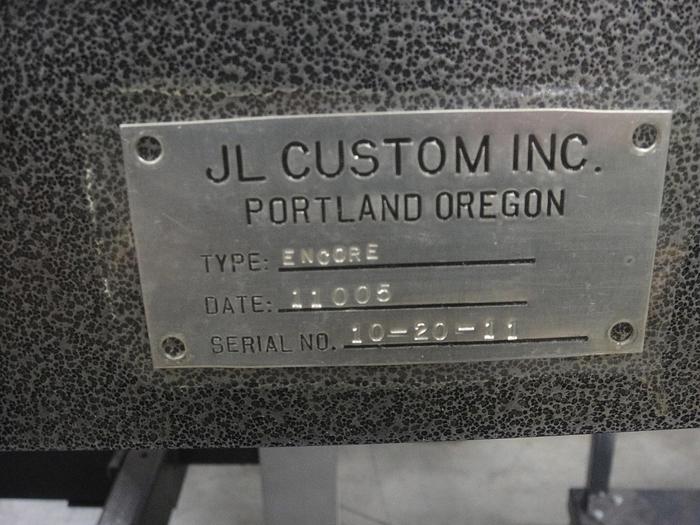 JL CUSTOM INC.
PORTLAND OREGON
TYPE: ENCORE
DATE: 11005
SERIAL NO. 10-20-11